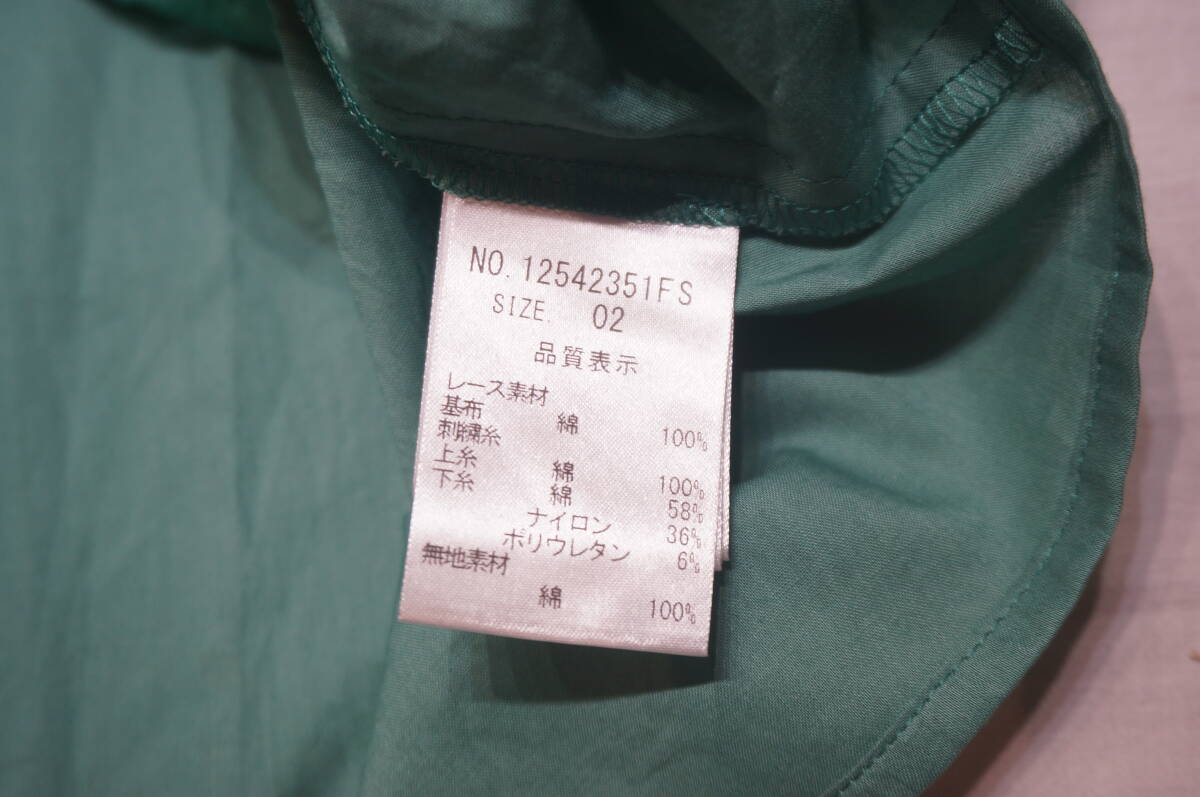 NO. 12542351FS
SIZE. 02
品質表示
レース素材
基布 綿 100%
刺繍糸
上糸 綿 100%
下糸 綿 58%
ナイロン 36%
ポリウレタン 6%
無地素材
綿 100%